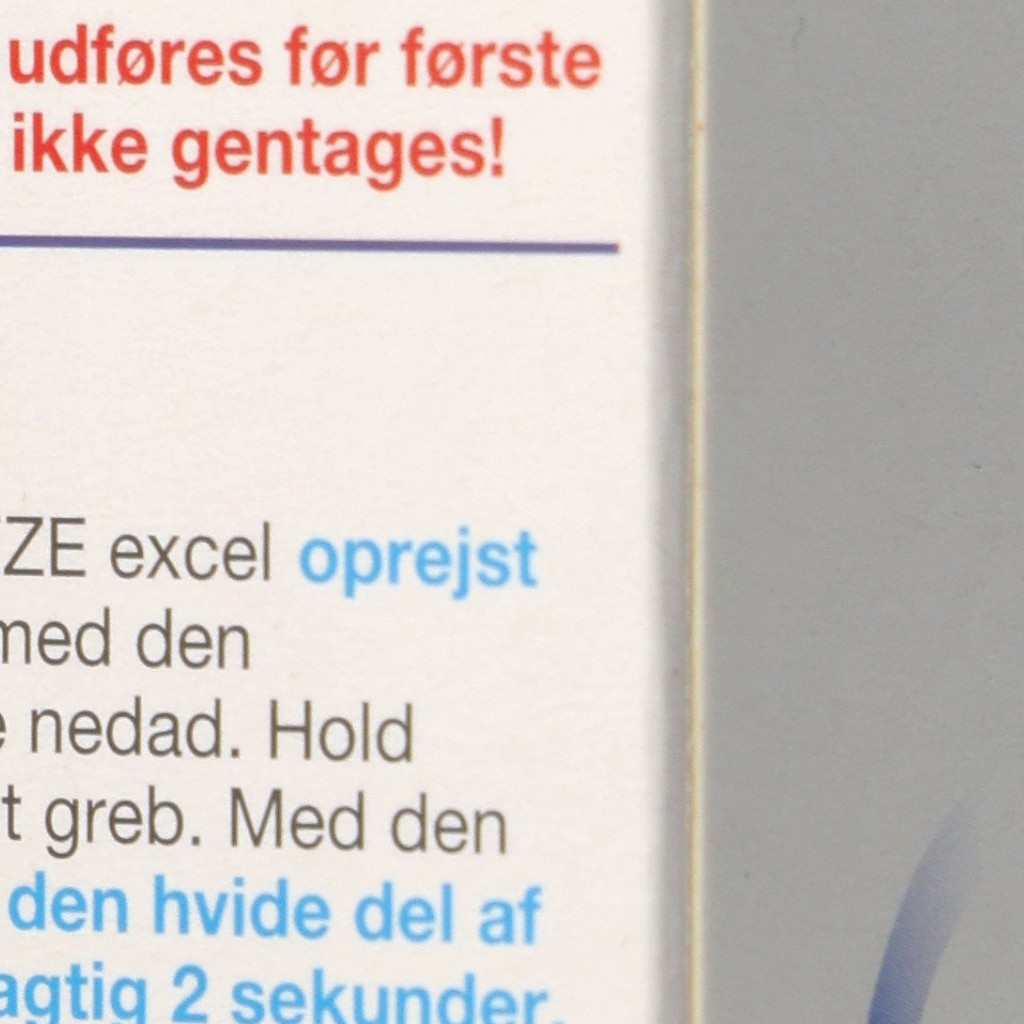 udføres før første
ikke gentages!
ZE excel oprejst
med den
nedad. Hold
t greb. Med den
den hvide del af
agtig 2 sekunder.